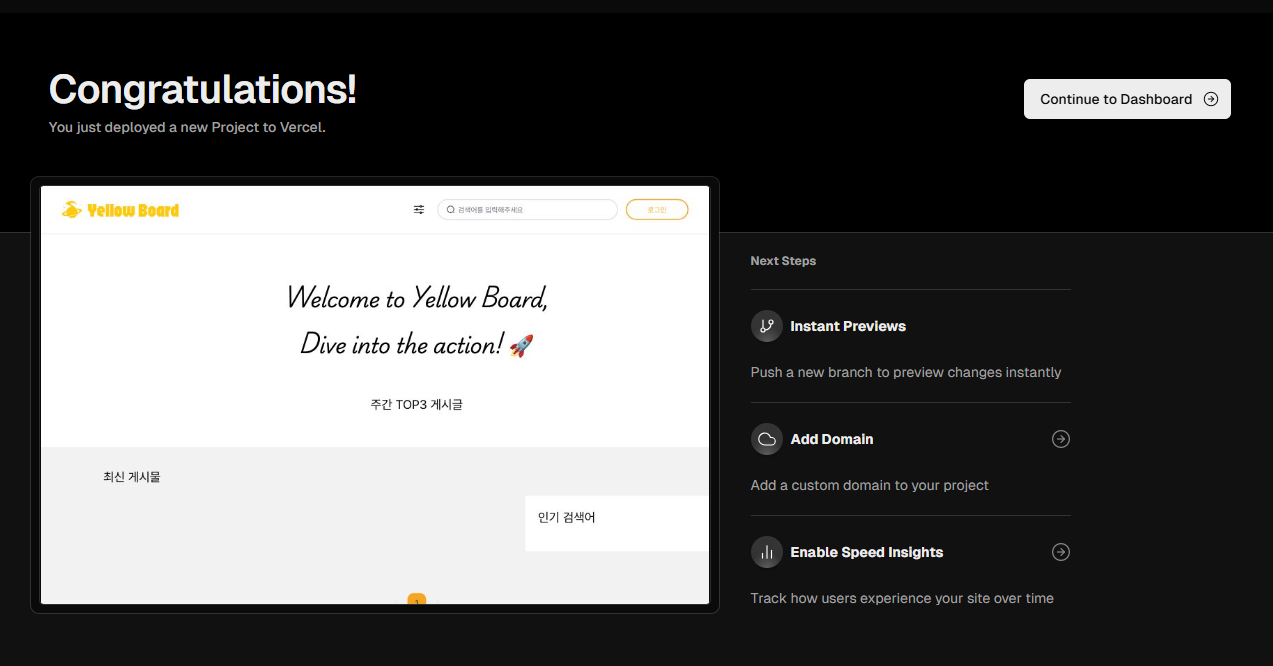 Congratulations!
You just deployed a new Project to Vercel.
Continue to Dashboard
Yellow Board
검색어를 입력해주세요
로그인
Welcome to Yellow Board,
Dive into the action! 🚀
주간 TOP3 게시글
최신 게시물
인기 검색어
1
Next Steps
Instant Previews
Push a new branch to preview changes instantly
Add Domain
Add a custom domain to your project
Enable Speed Insights
Track how users experience your site over time